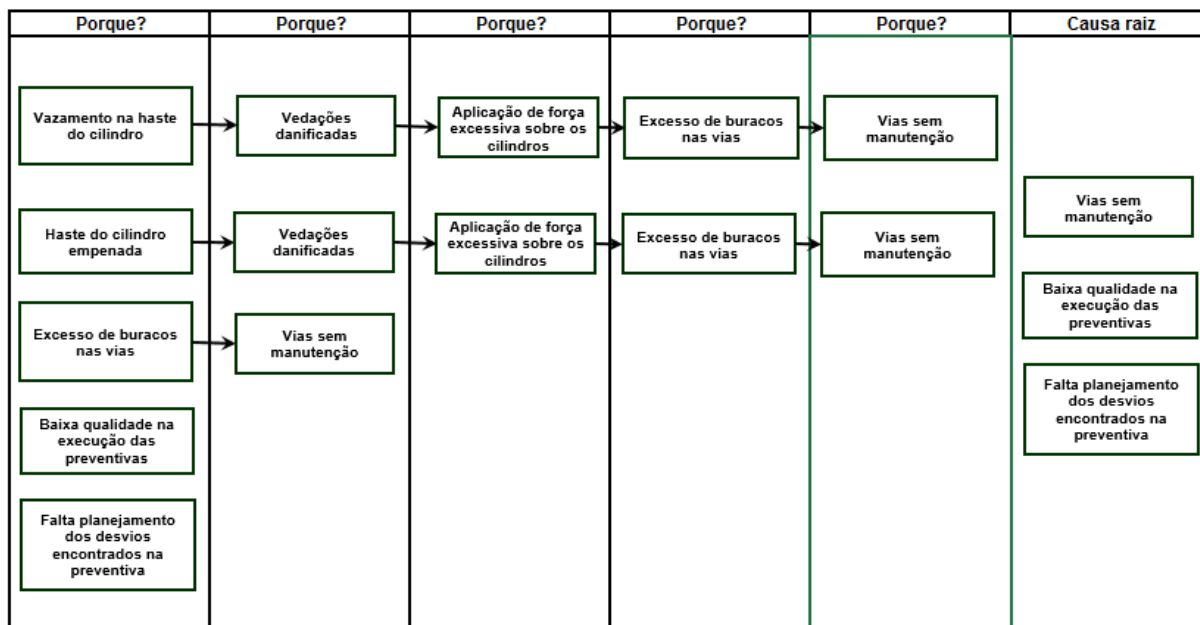 Porque?
Porque?
Porque?
Porque?
Porque?
Causa raiz
Vazamento na haste
do cilindro
Vedações
danificadas
Aplicação de força
excessiva sobre os
cilindros
Excesso de buracos
nas vias
Vias sem
manutenção
Haste do cilindro
empenada
Vedações
danificadas
Aplicação de força
excessiva sobre os
cilindros
Excesso de buracos
nas vias
Vias sem
manutenção
Vias sem
manutenção
Excesso de buracos
nas vias
Vias sem
manutenção
Baixa qualidade na
execução das
preventivas
Baixa qualidade na
execução das
preventivas
Falta planejamento
dos desvios
encontrados na
preventiva
Falta planejamento
dos desvios
encontrados na
preventiva